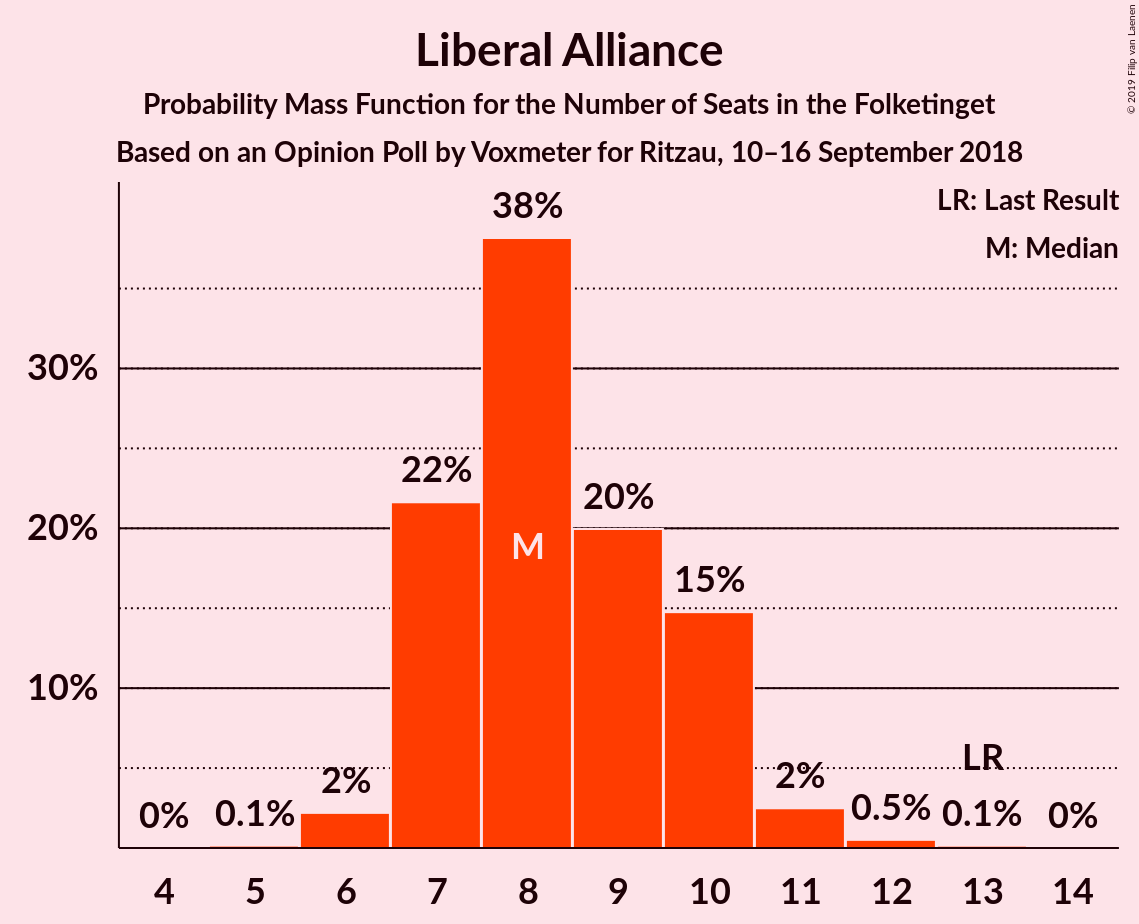 Liberal Alliance
Probability Mass Function for the Number of Seats in the Folketinget
Based on an Opinion Poll by Voxmeter for Ritzau, 10–16 September 2018
© 2019 Filip van Laenen
LR: Last Result
M: Median
38%
30%
22%
20%
20%
M
15%
10%
LR
2%
2%
0%
0.1%
0.5%
0.1%
0%
4 5 6 7 8 9 10 11 12 13 14